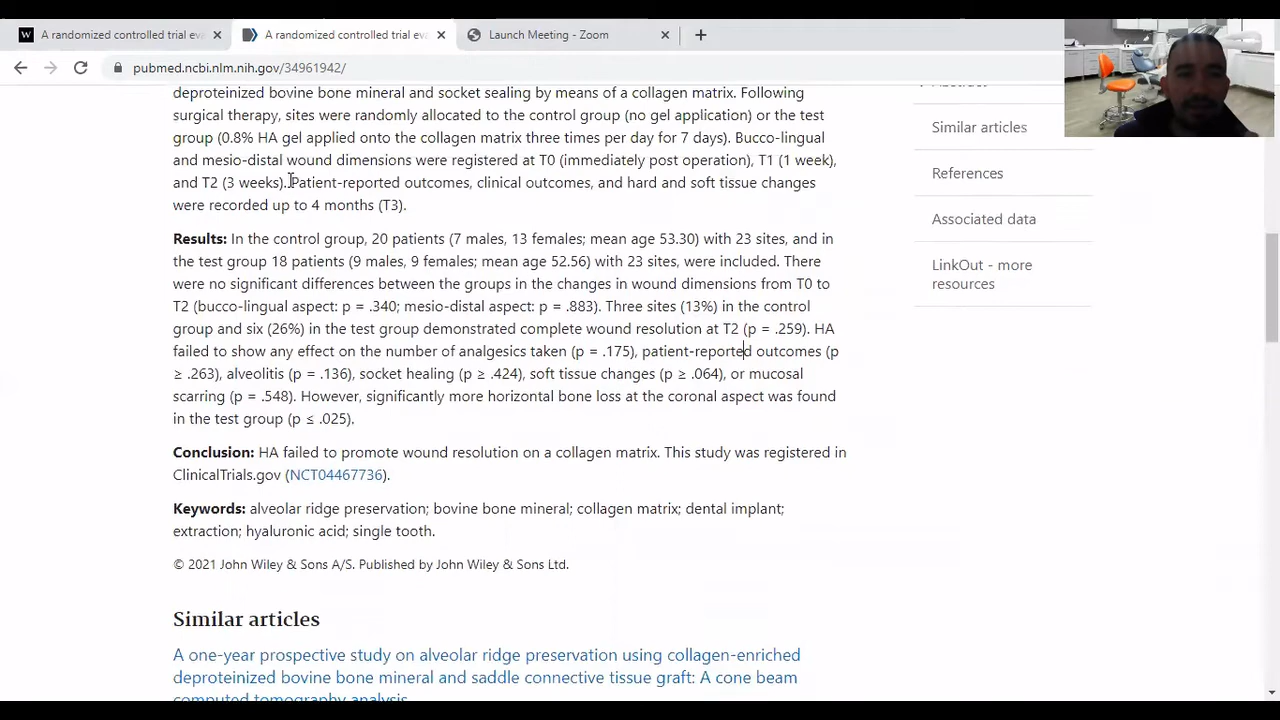 A randomized controlled trial eva
A randomized controlled trial eva
Launch Meeting - Zoom
pubmed.ncbi.nlm.nih.gov/34961942/
deproteinized bovine bone mineral and socket sealing by means of a collagen matrix. Following
surgical therapy, sites were randomly allocated to the control group (no gel application) or the test
group (0.8% HA gel applied onto the collagen matrix three times per day for 7 days). Bucco-lingual
and mesio-distal wound dimensions were registered at T0 (immediately post operation), T1 (1 week),
and T2 (3 weeks). Patient-reported outcomes, clinical outcomes, and hard and soft tissue changes
were recorded up to 4 months (T3).
Results: In the control group, 20 patients (7 males, 13 females; mean age 53.30) with 23 sites, and in
the test group 18 patients (9 males, 9 females; mean age 52.56) with 23 sites, were included. There
were no significant differences between the groups in the changes in wound dimensions from T0 to
T2 (bucco-lingual aspect: p = .340; mesio-distal aspect: p = .883). Three sites (13%) in the control
group and six (26%) in the test group demonstrated complete wound resolution at T2 (p = .259). HA
failed to show any effect on the number of analgesics taken (p = .175), patient-reported outcomes (p
≥ .263), alveolitis (p = .136), socket healing (p ≥ .424), soft tissue changes (p ≥ .064), or mucosal
scarring (p = .548). However, significantly more horizontal bone loss at the coronal aspect was found
in the test group (p ≤ .025).
Conclusion: HA failed to promote wound resolution on a collagen matrix. This study was registered in
ClinicalTrials.gov (NCT04467736).
Keywords: alveolar ridge preservation; bovine bone mineral; collagen matrix; dental implant;
extraction; hyaluronic acid; single tooth.
© 2021 John Wiley & Sons A/S. Published by John Wiley & Sons Ltd.
Similar articles
A one-year prospective study on alveolar ridge preservation using collagen-enriched
deproteinized bovine bone mineral and saddle connective tissue graft: A cone beam
computed tomography analysis.
Similar articles
References
Associated data
LinkOut - more
resources